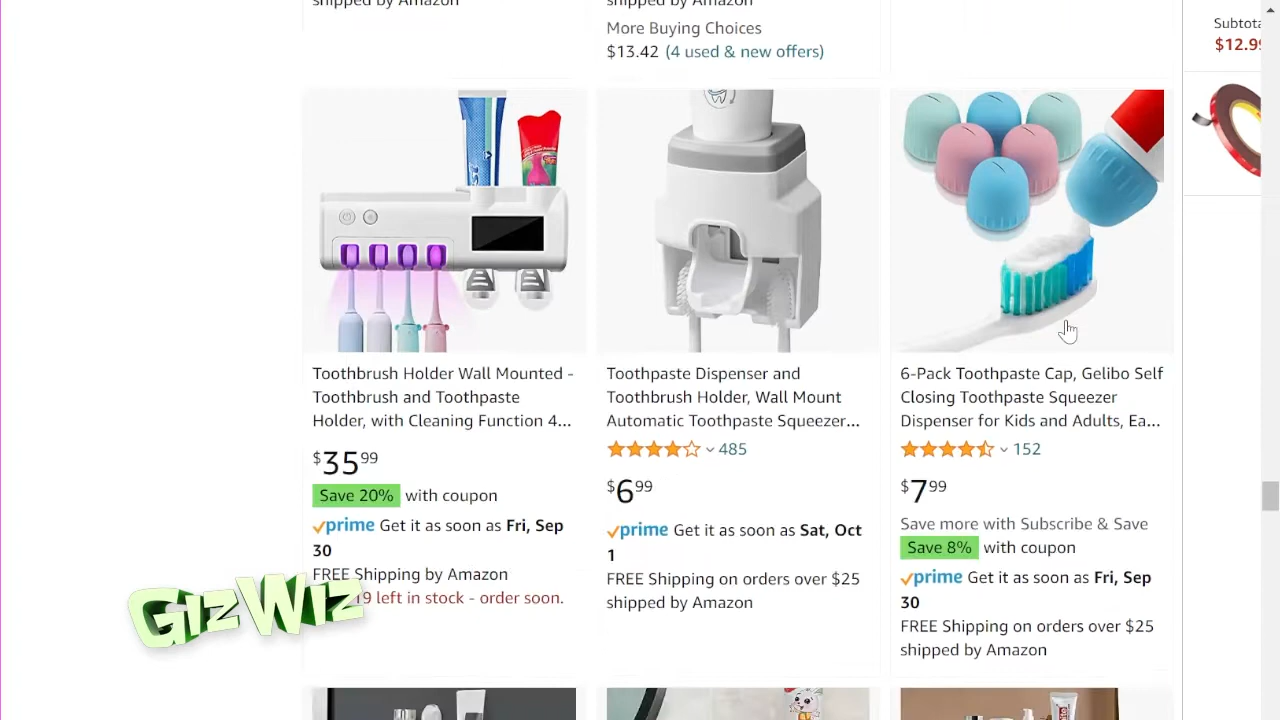 shipped by Amazon
shipped by Amazon
More Buying Choices
$13.42 (4 used & new offers)
Subtota
$12.99
Toothbrush Holder Wall Mounted -
Toothbrush and Toothpaste
Holder, with Cleaning Function 4...
$35 99
Save 20% with coupon
prime Get it as soon as Fri, Sep
30
FREE Shipping by Amazon
19 left in stock - order soon.
Toothpaste Dispenser and
Toothbrush Holder, Wall Mount
Automatic Toothpaste Squeezer...
485
$6 99
prime Get it as soon as Sat, Oct
1
FREE Shipping on orders over $25
shipped by Amazon
6-Pack Toothpaste Cap, Gelibo Self
Closing Toothpaste Squeezer
Dispenser for Kids and Adults, Ea...
152
$7 99
Save more with Subscribe & Save
Save 8% with coupon
prime Get it as soon as Fri, Sep
30
FREE Shipping on orders over $25
shipped by Amazon
GIZWIZ